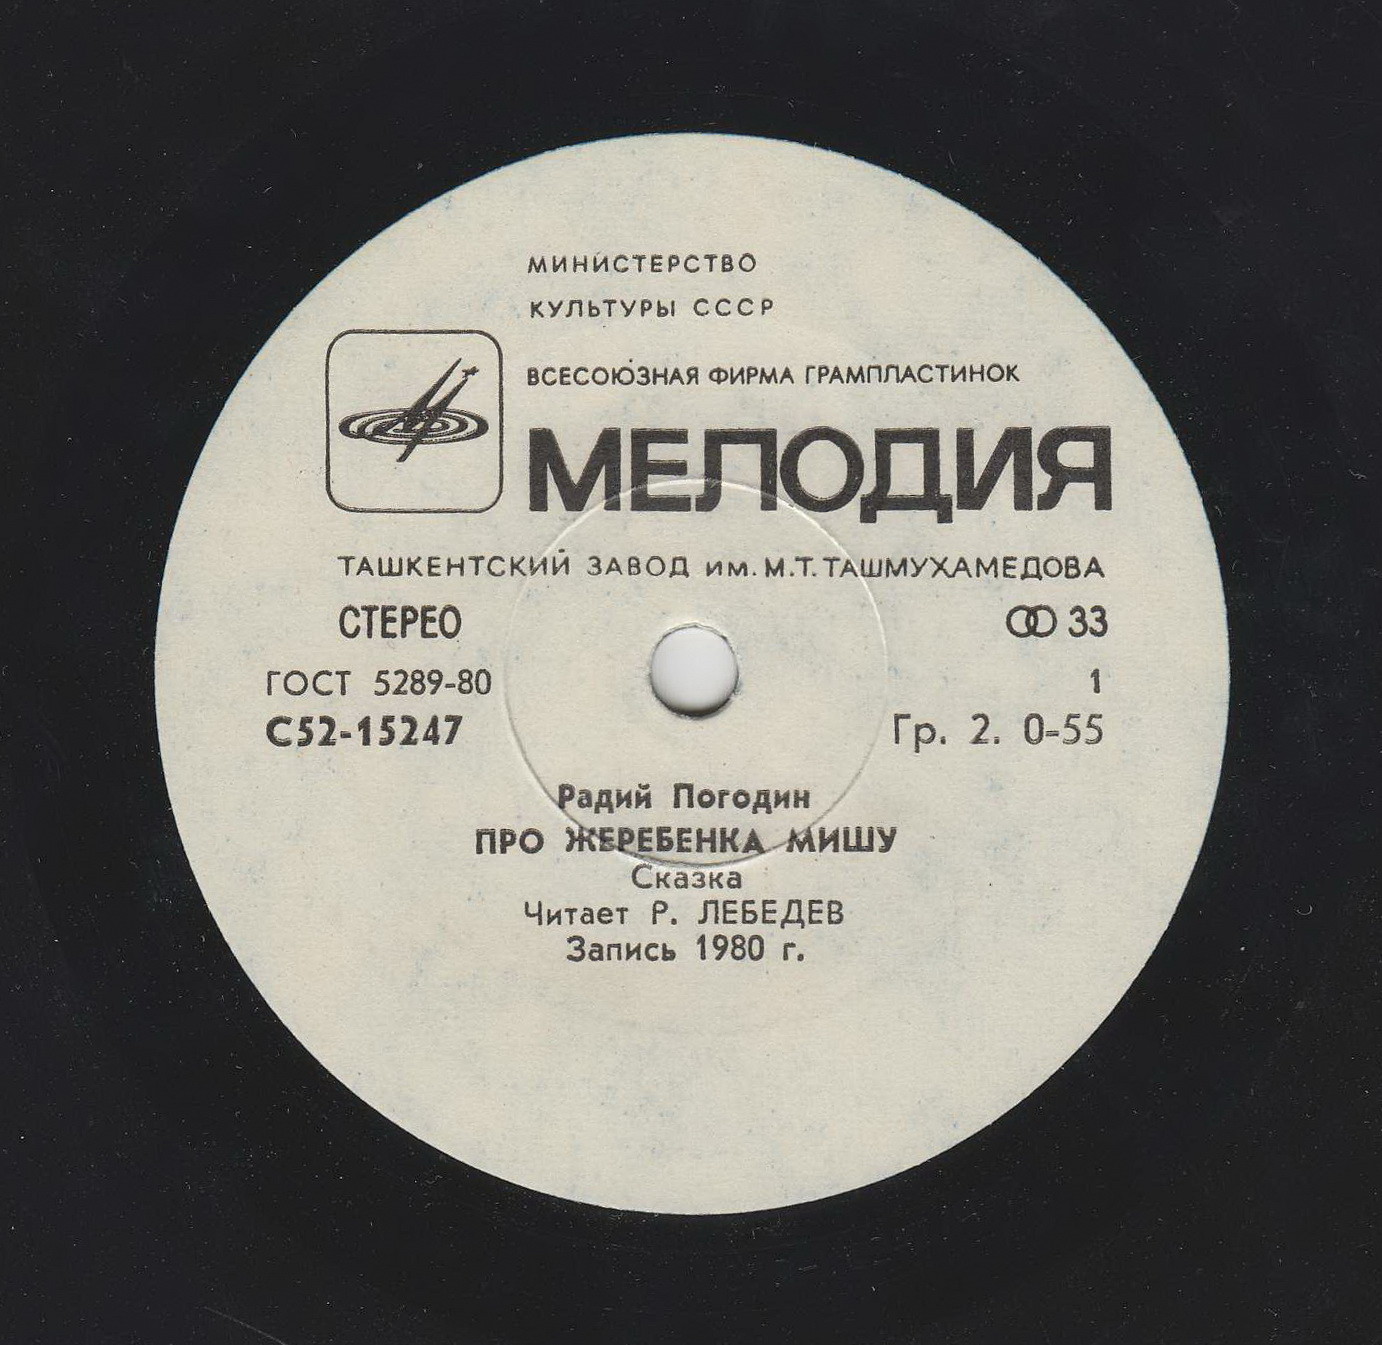 МИНИСТЕРСТВО
КУЛЬТУРЫ СССР
ВСЕСОЮЗНАЯ ФИРМА ГРАМПЛАСТИНОК
МЕЛОДИЯ
ТАШКЕНТСКИЙ ЗАВОД им. М.Т. ТАШМУХАМЕДОВА
СТЕРЕО 33
ГОСТ 5289-80 1
С52-15247 Гр. 2. 0-55
Радий Погодин
ПРО ЖЕРЕБЕНКА МИШУ
Сказка
Читает Р. ЛЕБЕДЕВ
Запись 1980 г.